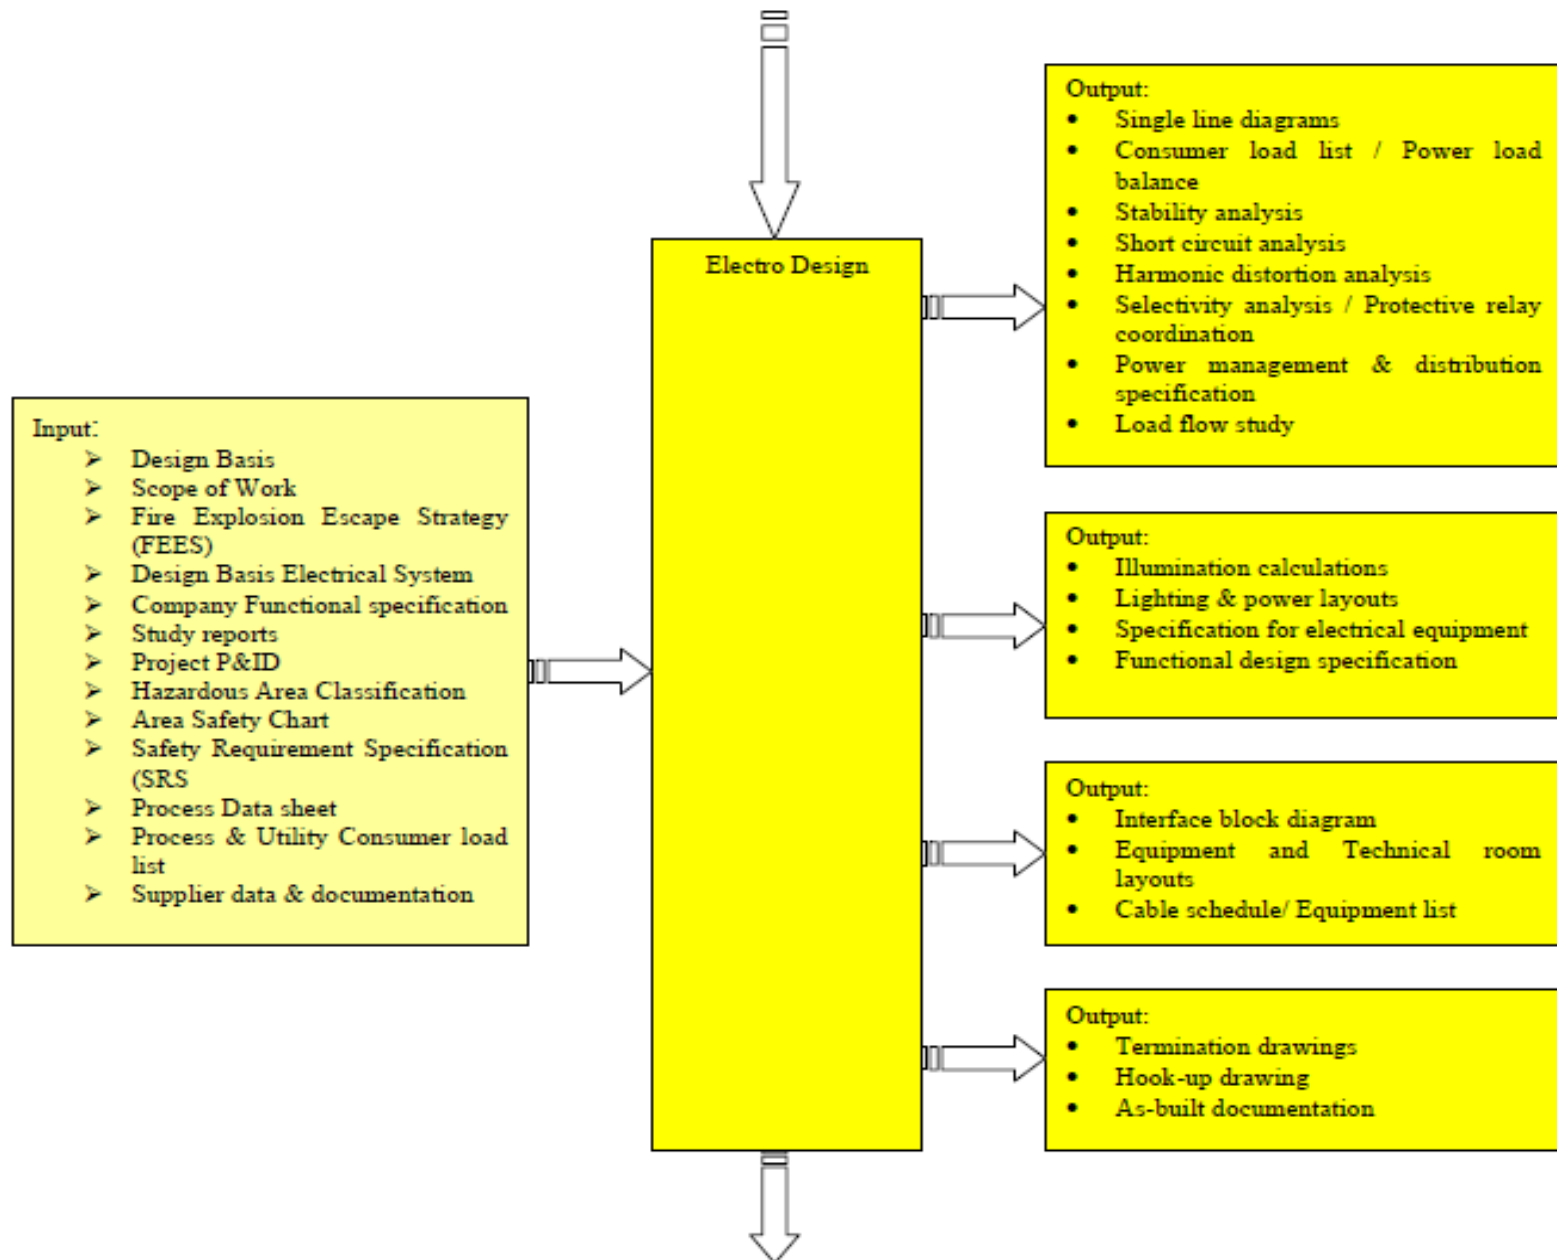 Electro Design
Input:
➢ Design Basis
➢ Scope of Work
➢ Fire Explosion Escape Strategy
(FEES)
➢ Design Basis Electrical System
➢ Company Functional specification
➢ Study reports
➢ Project P&ID
➢ Hazardous Area Classification
➢ Area Safety Chart
➢ Safety Requirement Specification
(SRS
➢ Process Data sheet
➢ Process & Utility Consumer load
list
➢ Supplier data & documentation
Output:
• Single line diagrams
• Consumer load list / Power load
balance
• Stability analysis
• Short circuit analysis
• Harmonic distortion analysis
• Selectivity analysis / Protective relay
coordination
• Power management & distribution
specification
• Load flow study
Output:
• Illumination calculations
• Lighting & power layouts
• Specification for electrical equipment
• Functional design specification
Output:
• Interface block diagram
• Equipment and Technical room
layouts
• Cable schedule/ Equipment list
Output:
• Termination drawings
• Hook-up drawing
• As-built documentation